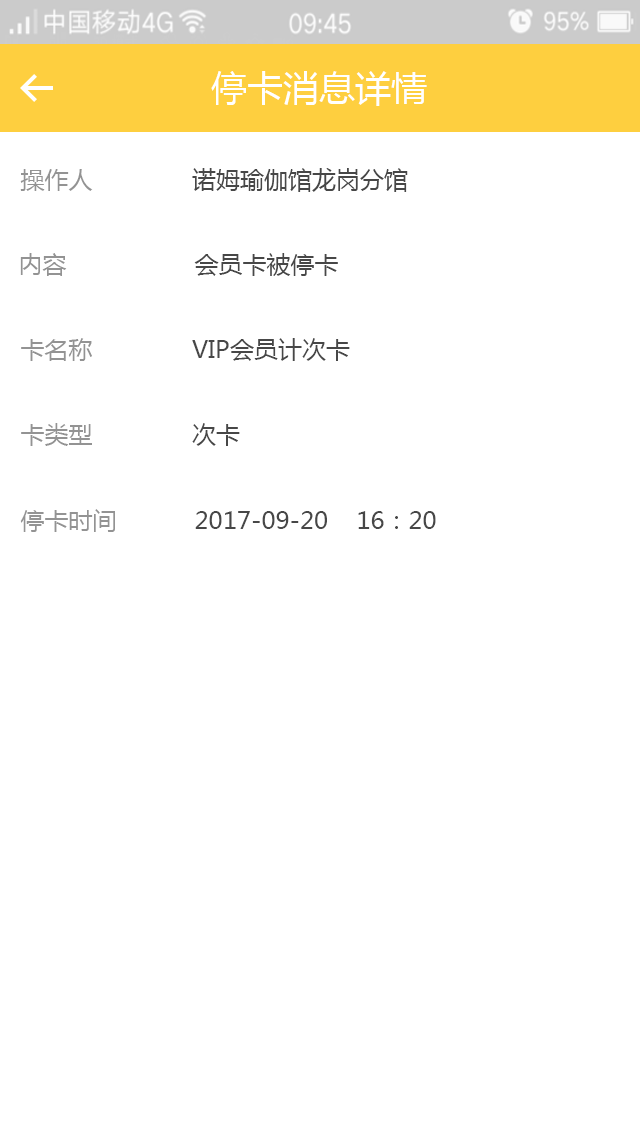 中国移动4G 09:45 95%
停卡消息详情
操作人 诺姆瑜伽馆龙岗分馆
内容 会员卡被停卡
卡名称 VIP会员计次卡
卡类型 次卡
停卡时间 2017-09-20 16：20